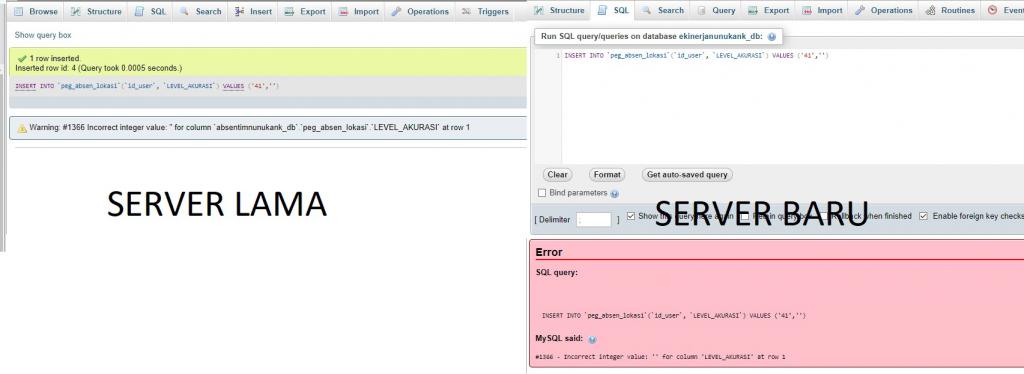 Browse Structure SQL Search Insert Export Import Operations Triggers
Show query box
1 row inserted.
Inserted row id: 4 (Query took 0.0005 seconds.)
INSERT INTO `peg_absen_lokasi`(`id_user`, `LEVEL_AKURASI`) VALUES ('41','')
Warning: #1366 Incorrect integer value: '' for column `absentimnunukank_db`.`peg_absen_lokasi`.`LEVEL_AKURASI` at row 1
SERVER LAMA
Structure SQL Search Query Export Import Operations Routines Event
Run SQL query/queries on database ekinerjanunukank_db:
1 INSERT INTO `peg_absen_lokasi`(`id_user`, `LEVEL_AKURASI`) VALUES ('41','')
Clear Format Get auto-saved query
Bind parameters
[ Delimiter ; ] Show this query here again Retain query box Rollback when finished Enable foreign key checks
SERVER BARU
Error
SQL query:
INSERT INTO `peg_absen_lokasi`(`id_user`, `LEVEL_AKURASI`) VALUES ('41','')
MySQL said:
#1366 - Incorrect integer value: '' for column 'LEVEL_AKURASI' at row 1